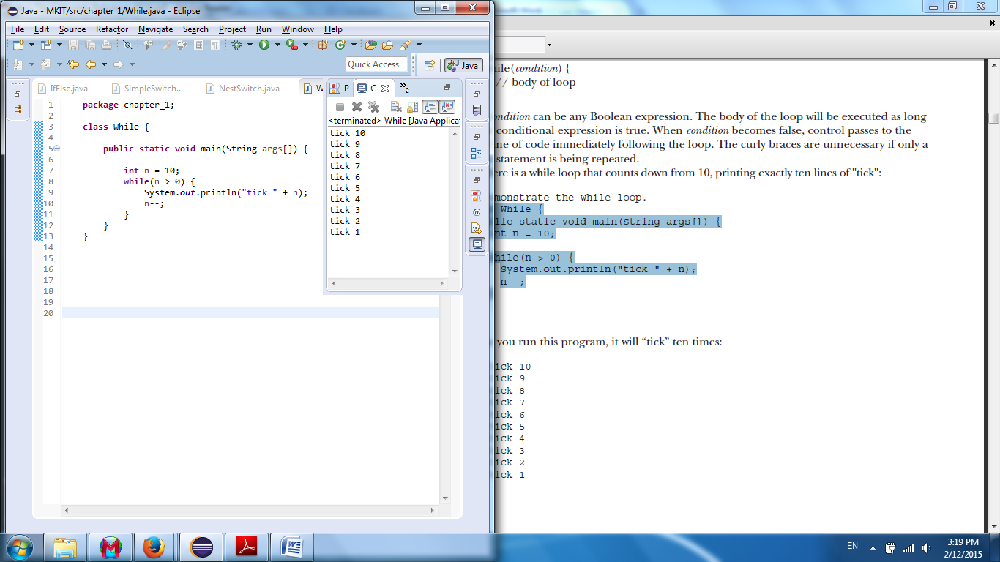 Java - MKIT/src/chapter_1/While.java - Eclipse
File Edit Source Refactor Navigate Search Project Run Window Help
Quick Access
Java
IfElse.java
SimpleSwitch...
NestSwitch.java
W
P
C
2
<terminated> While [Java Applicat
1 package chapter_1;
2
3 class While {
4
5 public static void main(String args[]) {
6
7 int n = 10;
8 while(n > 0) {
9 System.out.println("tick " + n);
10 n--;
11 }
12 }
13 }
14
15
16
17
18
19
20
tick 10
tick 9
tick 8
tick 7
tick 6
tick 5
tick 4
tick 3
tick 2
tick 1
ile(condition) {
// body of loop
ondition can be any Boolean expression. The body of the loop will be executed as long
conditional expression is true. When condition becomes false, control passes to the
ne of code immediately following the loop. The curly braces are unnecessary if only a
statement is being repeated.
ere is a while loop that counts down from 10, printing exactly ten lines of "tick":
monstrate the while loop.
While {
lic static void main(String args[]) {
nt n = 10;
hile(n > 0) {
System.out.println("tick " + n);
n--;
you run this program, it will “tick” ten times:
ick 10
ick 9
ick 8
ick 7
ick 6
ick 5
ick 4
ick 3
ick 2
ick 1
EN
3:19 PM
2/12/2015